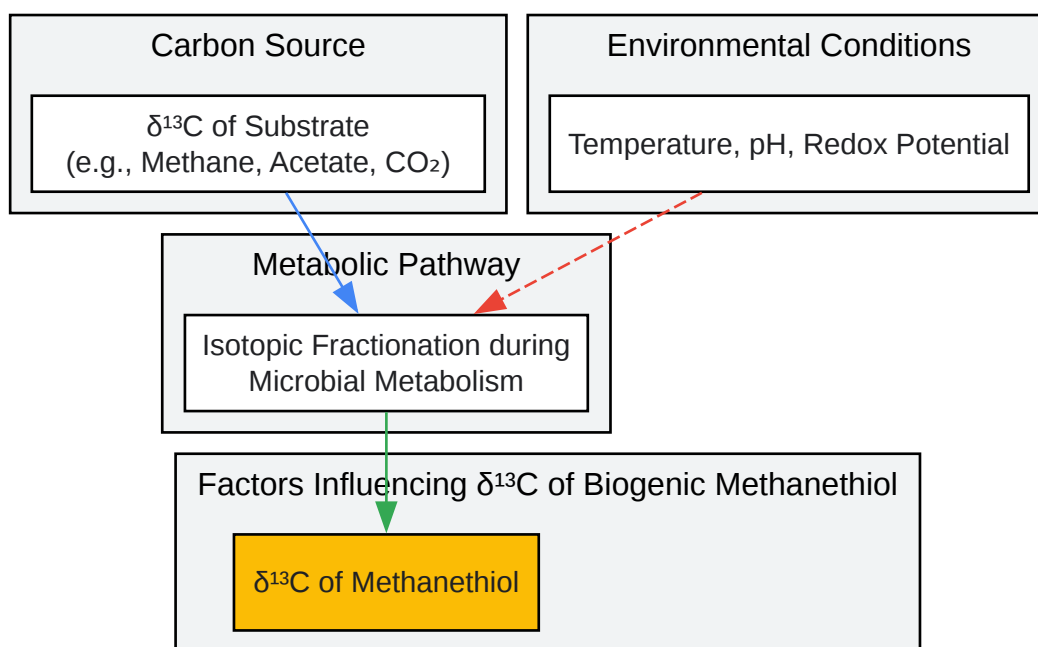 Carbon Source
δ¹³C of Substrate
(e.g., Methane, Acetate, CO₂)
Environmental Conditions
Temperature, pH, Redox Potential
Metabolic Pathway
Isotopic Fractionation during
Microbial Metabolism
Factors Influencing δ¹³C of Biogenic Methanethiol
δ¹³C of Methanethiol